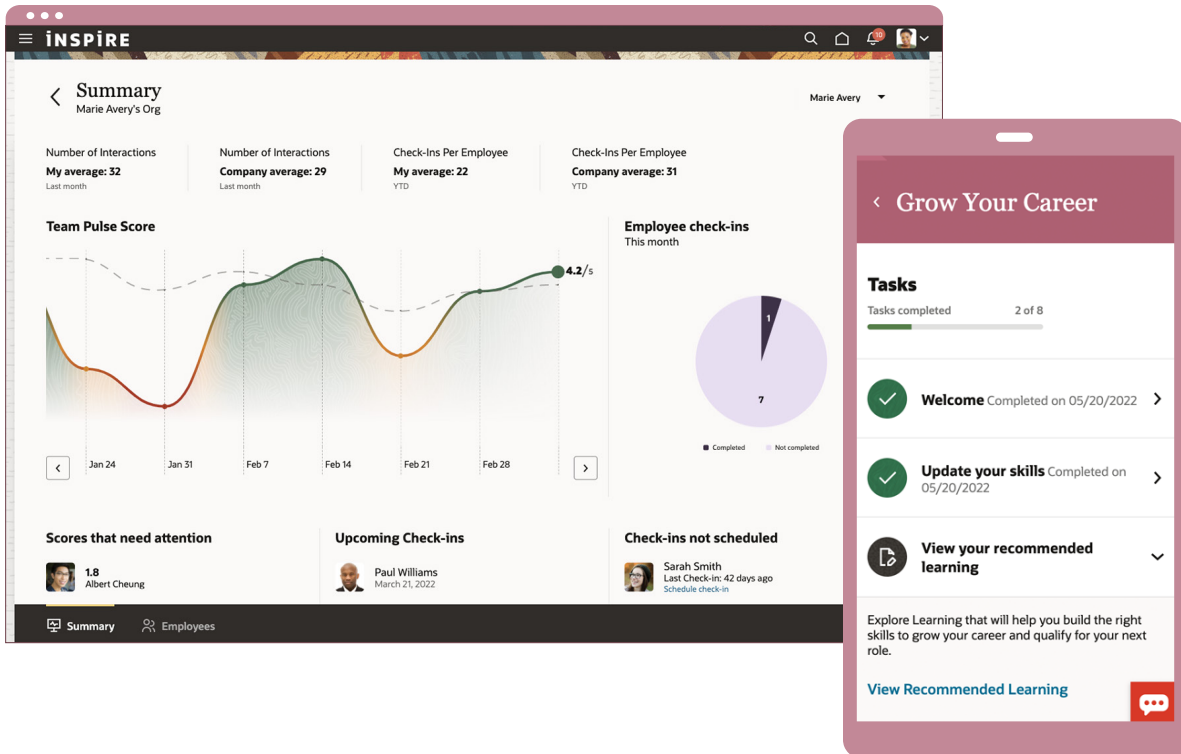 iNSPiRE
10
Summary
Marie Avery's Org
Marie Avery
Number of Interactions
My average: 32
Last month
Number of Interactions
Company average: 29
Last month
Check-Ins Per Employee
My average: 22
YTD
Check-Ins Per Employee
Company average: 31
YTD
Team Pulse Score
4.2/5
Jan 24
Jan 31
Feb 7
Feb 14
Feb 21
Feb 28
Employee check-ins
This month
1
7
Completed
Not completed
Scores that need attention
1.8
Albert Cheung
Upcoming Check-ins
Paul Williams
March 21, 2022
Check-ins not scheduled
Sarah Smith
Last Check-in: 42 days ago
Schedule check-in
Summary
Employees
Grow Your Career
Tasks
Tasks completed 2 of 8
Welcome Completed on 05/20/2022
Update your skills Completed on
05/20/2022
View your recommended
learning
Explore Learning that will help you build the right
skills to grow your career and qualify for your next
role.
View Recommended Learning